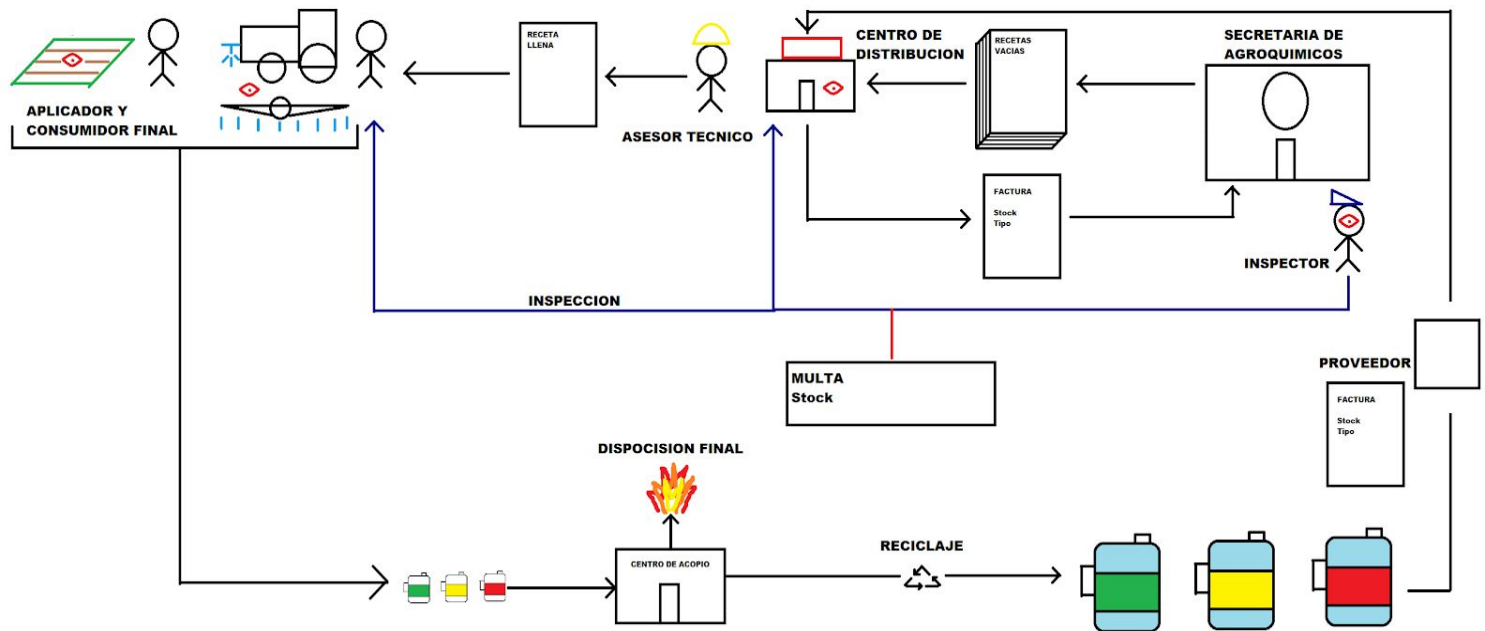 RECETA
LLENA
CENTRO DE
DISTRIBUCION
RECETAS
VACIAS
SECRETARIA DE
AGROQUIMICOS
APLICADOR Y
CONSUMIDOR FINAL
ASESOR TECNICO
FACTURA
Stock
Tipo
INSPECTOR
INSPECCION
MULTA
Stock
PROVEEDOR
FACTURA
Stock
Tipo
DISPOCISION FINAL
CENTRO DE ACOPIO
RECICLAJE